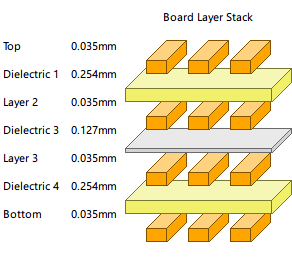 Board Layer Stack
Top 0.035mm
Dielectric 1 0.254mm
Layer 2 0.035mm
Dielectric 3 0.127mm
Layer 3 0.035mm
Dielectric 4 0.254mm
Bottom 0.035mm